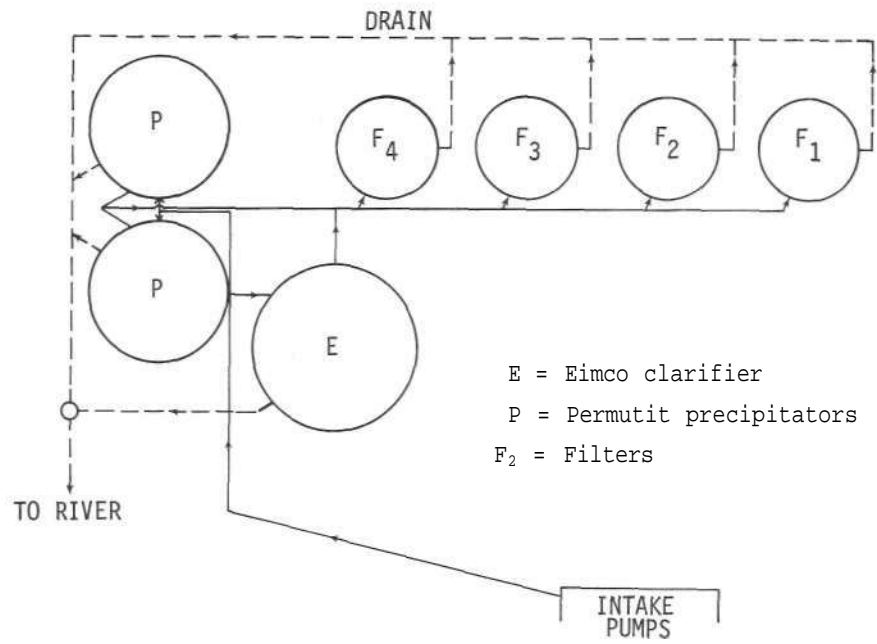 DRAIN
P
F4
F3
F2
F1
P
E
E = Eimco clarifier
P = Permutit precipitators
F₂ = Filters
TO RIVER
INTAKE
PUMPS